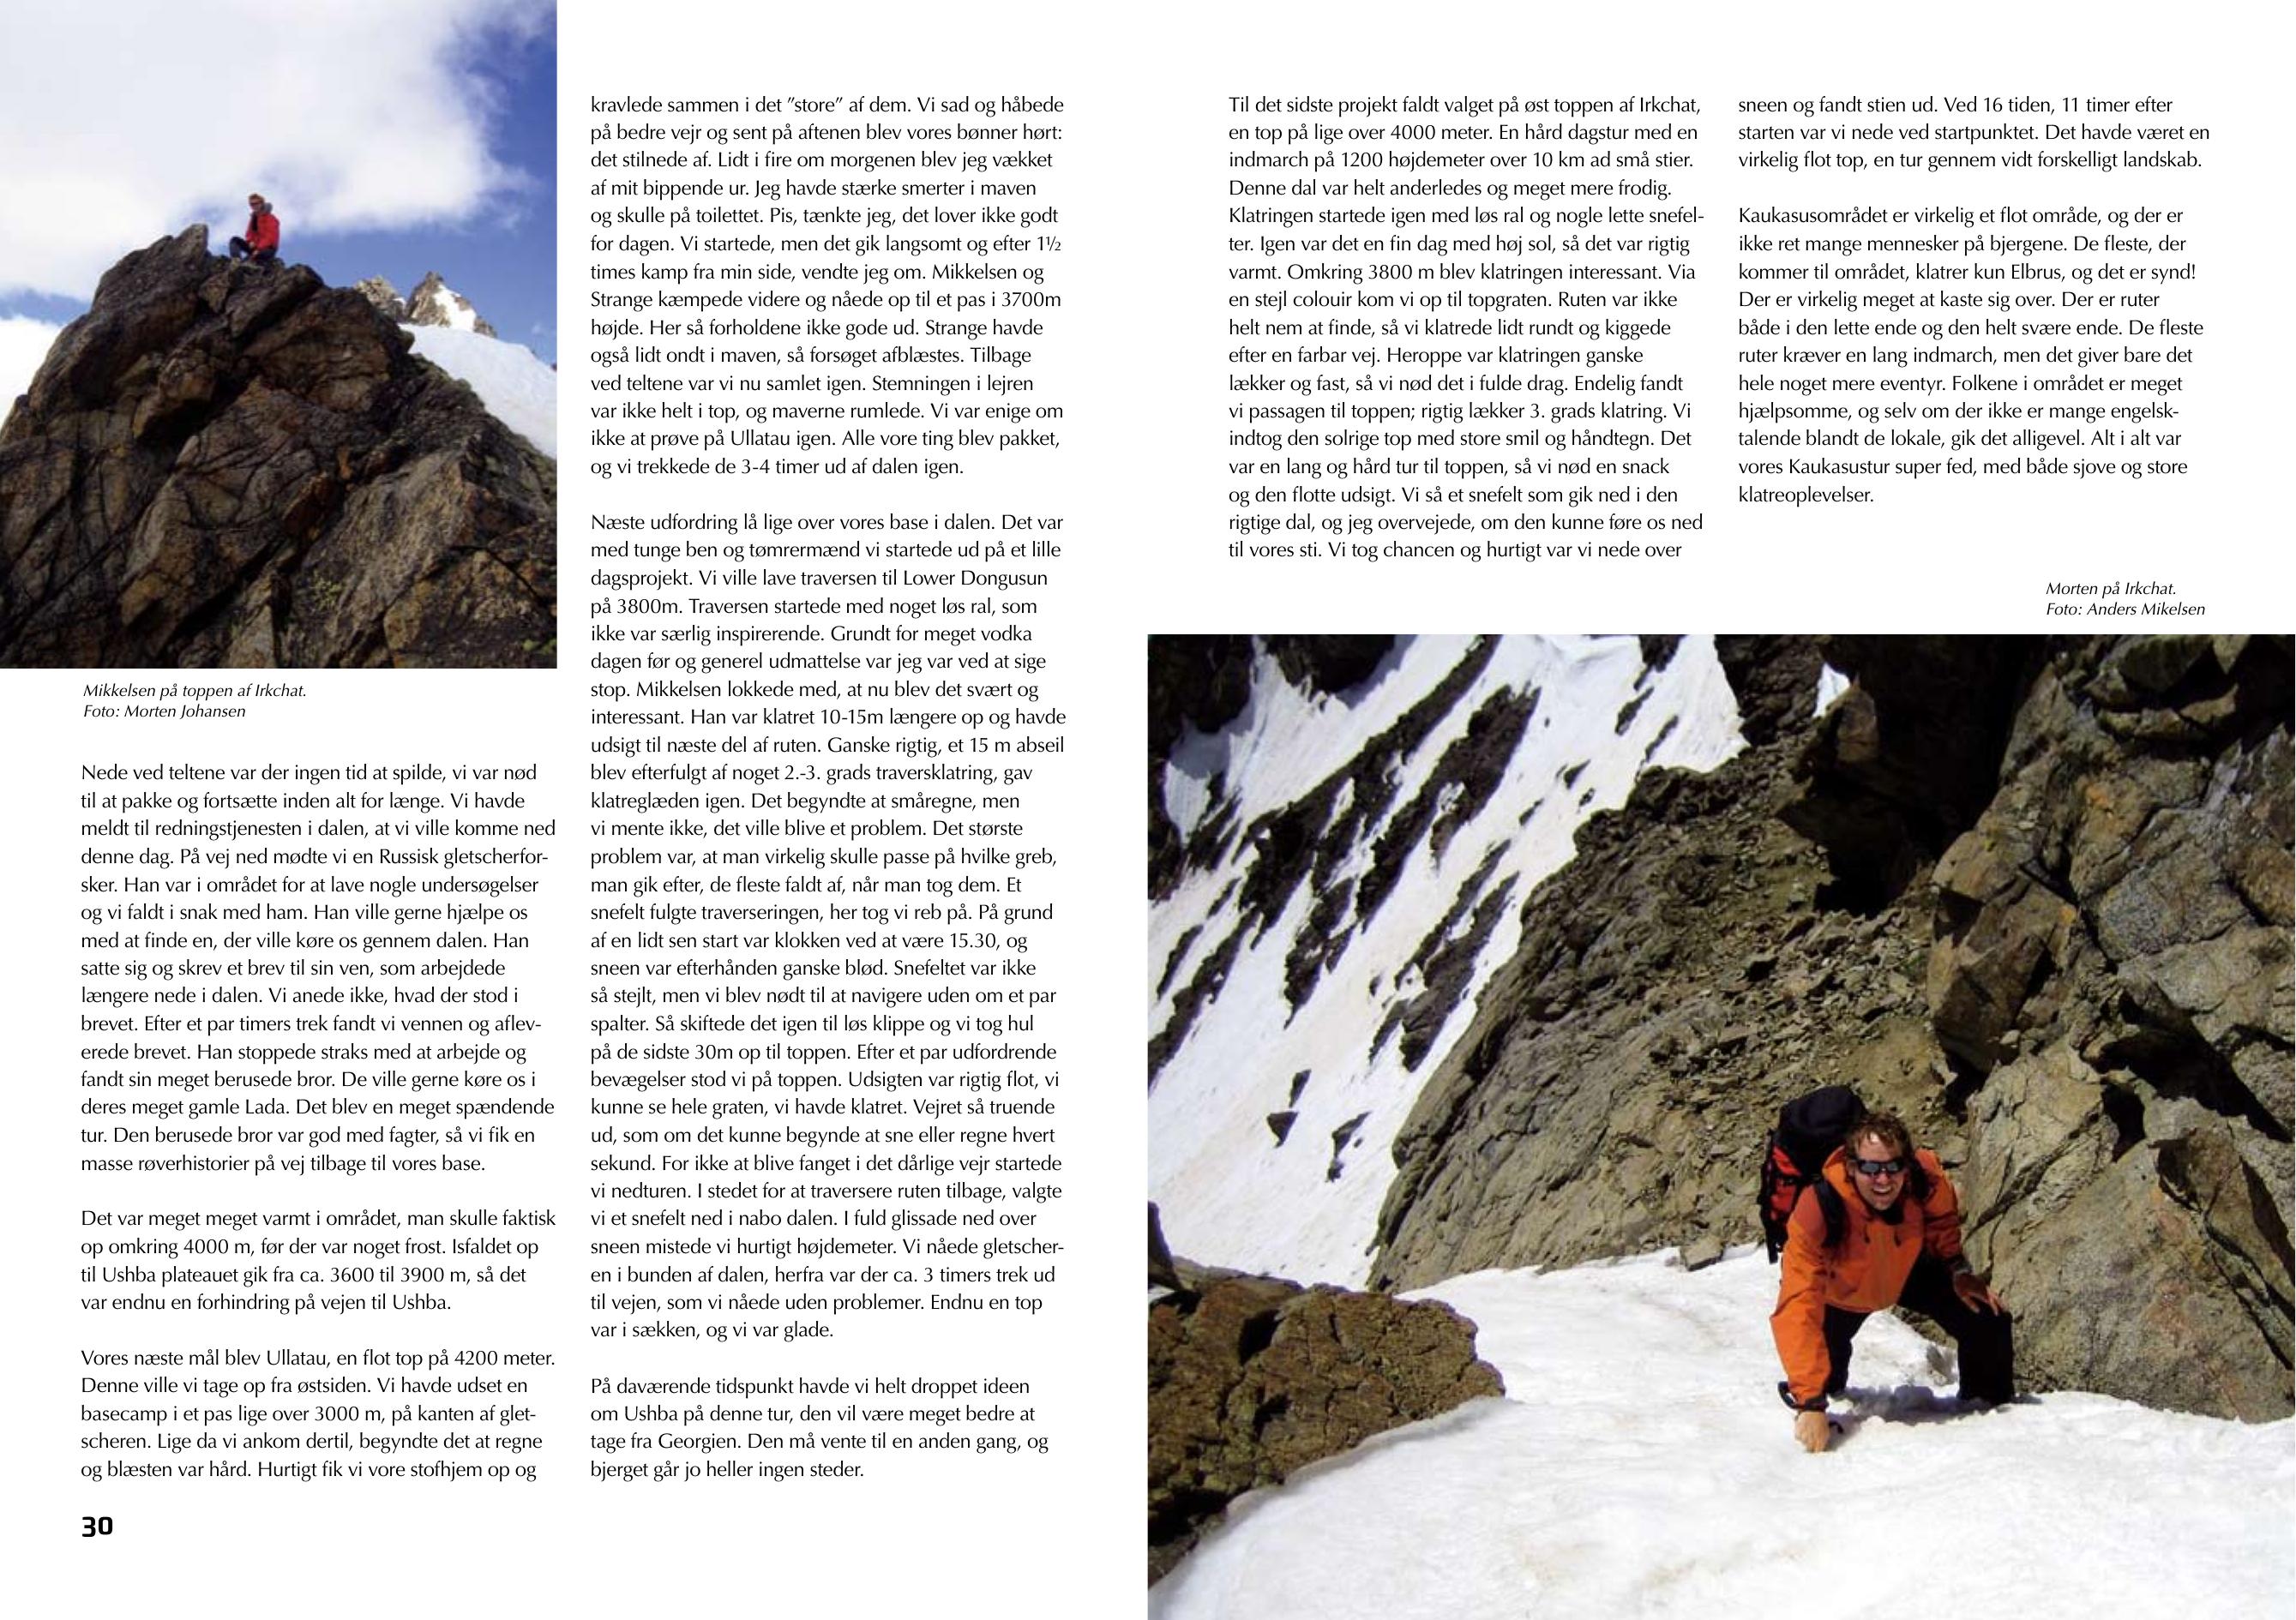 Mikkelsen på toppen af Irkchat.
Foto: Morten Johansen
Nede ved teltene var der ingen tid at spilde, vi var nød
til at pakke og fortsætte inden alt for længe. Vi havde
meldt til redningstjenesten i dalen, at vi ville komme ned
denne dag. På vej ned mødte vi en Russisk gletscherfor-
sker. Han var i området for at lave nogle undersøgelser
og vi faldt i snak med ham. Han ville gerne hjælpe os
med at finde en, der ville køre os gennem dalen. Han
satte sig og skrev et brev til sin ven, som arbejdede
længere nede i dalen. Vi anede ikke, hvad der stod i
brevet. Efter et par timers trek fandt vi vennen og aflev-
erede brevet. Han stoppede straks med at arbejde og
fandt sin meget berusede bror. De ville gerne køre os i
deres meget gamle Lada. Det blev en meget spændende
tur. Den berusede bror var god med fagter, så vi fik en
masse røverhistorier på vej tilbage til vores base.
Det var meget meget varmt i området, man skulle faktisk
op omkring 4000 m, før der var noget frost. Isfaldet op
til Ushba plateauet gik fra ca. 3600 til 3900 m, så det
var endnu en forhindring på vejen til Ushba.
Vores næste mål blev Ullatau, en flot top på 4200 meter.
Denne ville vi tage op fra østsiden. Vi havde udset en
basecamp i et pas lige over 3000 m, på kanten af glet-
scheren. Lige da vi ankom dertil, begyndte det at regne
og blæsten var hård. Hurtigt fik vi vore stofhjem op og
30
kravlede sammen i det ”store” af dem. Vi sad og håbede
på bedre vejr og sent på aftenen blev vores bønner hørt:
det stilnede af. Lidt i fire om morgenen blev jeg vækket
af mit bippende ur. Jeg havde stærke smerter i maven
og skulle på toilettet. Pis, tænkte jeg, det lover ikke godt
for dagen. Vi startede, men det gik langsomt og efter 1½
times kamp fra min side, vendte jeg om. Mikkelsen og
Strange kæmpede videre og nåede op til et pas i 3700m
højde. Her så forholdene ikke gode ud. Strange havde
også lidt ondt i maven, så forsøget afblæstes. Tilbage
ved teltene var vi nu samlet igen. Stemningen i lejren
var ikke helt i top, og maverne rumlede. Vi var enige om
ikke at prøve på Ullatau igen. Alle vore ting blev pakket,
og vi trekkede de 3-4 timer ud af dalen igen.
Næste udfordring lå lige over vores base i dalen. Det var
med tunge ben og tømrermænd vi startede ud på et lille
dagsprojekt. Vi ville lave traversen til Lower Dongusun
på 3800m. Traversen startede med noget løs ral, som
ikke var særlig inspirerende. Grundt for meget vodka
dagen før og generel udmattelse var jeg var ved at sige
stop. Mikkelsen lokkede med, at nu blev det svært og
interessant. Han var klatret 10-15m længere op og havde
udsigt til næste del af ruten. Ganske rigtig, et 15 m abseil
blev efterfulgt af noget 2.-3. grads traversklatring, gav
klatreglæden igen. Det begyndte at småregne, men
vi mente ikke, det ville blive et problem. Det største
problem var, at man virkelig skulle passe på hvilke greb,
man gik efter, de fleste faldt af, når man tog dem. Et
snefelt fulgte traverseringen, her tog vi reb på. På grund
af en lidt sen start var klokken ved at være 15.30, og
sneen var efterhånden ganske blød. Snefeltet var ikke
så stejlt, men vi blev nødt til at navigere uden om et par
spalter. Så skiftede det igen til løs klippe og vi tog hul
på de sidste 30m op til toppen. Efter et par udfordrende
bevægelser stod vi på toppen. Udsigten var rigtig flot, vi
kunne se hele graten, vi havde klatret. Vejret så truende
ud, som om det kunne begynde at sne eller regne hvert
sekund. For ikke at blive fanget i det dårlige vejr startede
vi nedturen. I stedet for at traversere ruten tilbage, valgte
vi et snefelt ned i nabo dalen. I fuld glissade ned over
sneen mistede vi hurtigt højdemeter. Vi nåede gletscher-
en i bunden af dalen, herfra var der ca. 3 timers trek ud
til vejen, som vi nåede uden problemer. Endnu en top
var i sækken, og vi var glade.
På daværende tidspunkt havde vi helt droppet ideen
om Ushba på denne tur, den vil være meget bedre at
tage fra Georgien. Den må vente til en anden gang, og
bjerget går jo heller ingen steder.
Til det sidste projekt faldt valget på øst toppen af Irkchat,
en top på lige over 4000 meter. En hård dagstur med en
indmarch på 1200 højdemeter over 10 km ad små stier.
Denne dal var helt anderledes og meget mere frodig.
Klatringen startede igen med løs ral og nogle lette snefel-
ter. Igen var det en fin dag med høj sol, så det var rigtig
varmt. Omkring 3800 m blev klatringen interessant. Via
en stejl colouir kom vi op til topgraten. Ruten var ikke
helt nem at finde, så vi klatrede lidt rundt og kiggede
efter en farbar vej. Heroppe var klatringen ganske
lækker og fast, så vi nød det i fulde drag. Endelig fandt
vi passagen til toppen; rigtig lækker 3. grads klatring. Vi
indtog den solrige top med store smil og håndtegn. Det
var en lang og hård tur til toppen, så vi nød en snack
og den flotte udsigt. Vi så et snefelt som gik ned i den
rigtige dal, og jeg overvejede, om den kunne føre os ned
til vores sti. Vi tog chancen og hurtigt var vi nede over
sneen og fandt stien ud. Ved 16 tiden, 11 timer efter
starten var vi nede ved startpunktet. Det havde været en
virkelig flot top, en tur gennem vidt forskelligt landskab.
Kaukasusområdet er virkelig et flot område, og der er
ikke ret mange mennesker på bjergene. De fleste, der
kommer til området, klatrer kun Elbrus, og det er synd!
Der er virkelig meget at kaste sig over. Der er ruter
både i den lette ende og den helt svære ende. De fleste
ruter kræver en lang indmarch, men det giver bare det
hele noget mere eventyr. Folkene i området er meget
hjælpsomme, og selv om der ikke er mange engelsk-
talende blandt de lokale, gik det alligevel. Alt i alt var
vores Kaukasustur super fed, med både sjove og store
klatreoplevelser.
Morten på Irkchat.
Foto: Anders Mikelsen